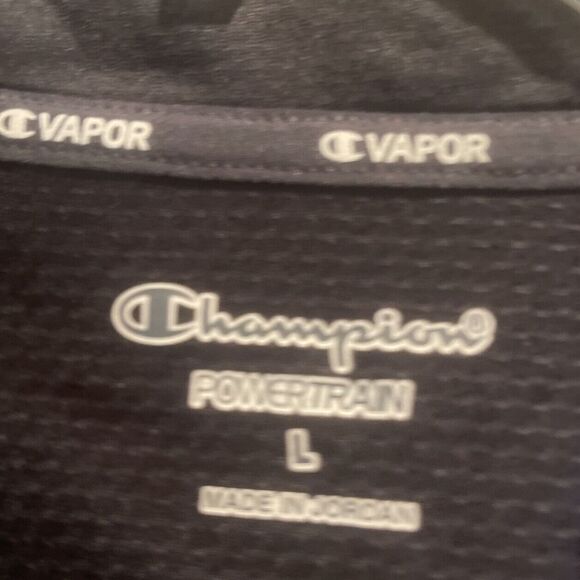 VAPOR VAPOR
Champion®
POWERTRAIN
L
MADE IN JORDAN